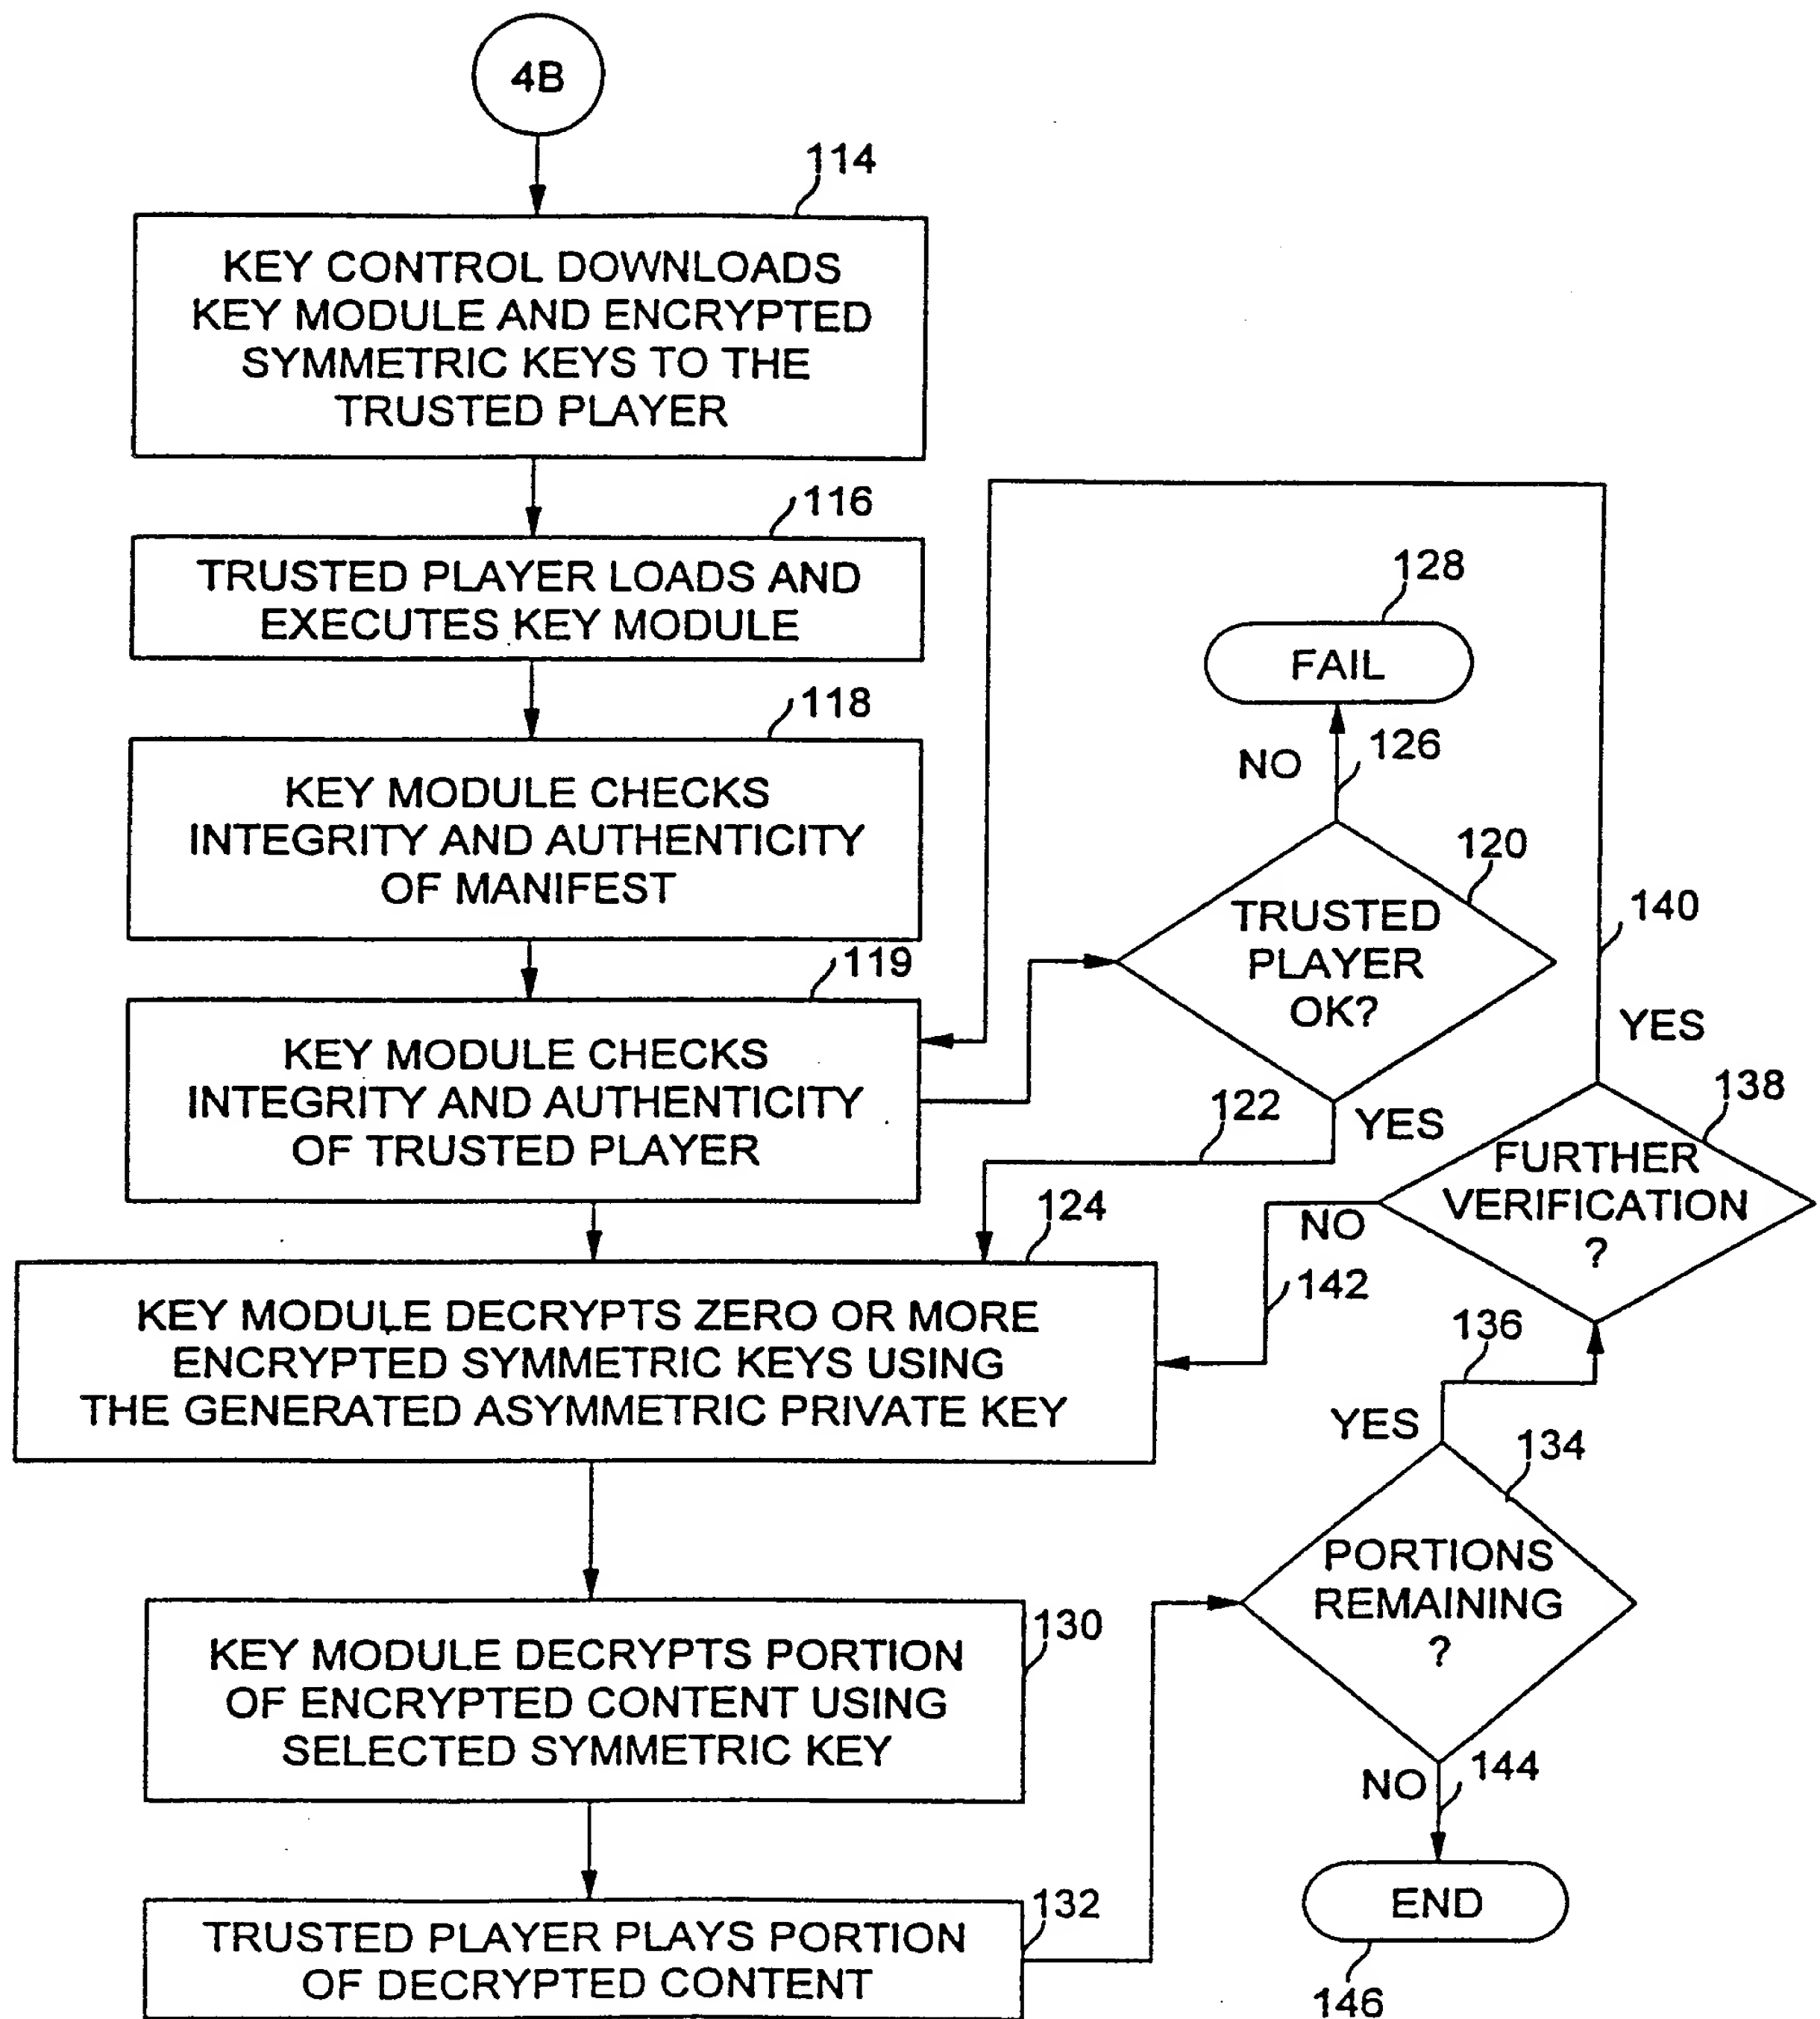 4B
114
KEY CONTROL DOWNLOADS
KEY MODULE AND ENCRYPTED
SYMMETRIC KEYS TO THE
TRUSTED PLAYER
116
TRUSTED PLAYER LOADS AND
EXECUTES KEY MODULE
118
KEY MODULE CHECKS
INTEGRITY AND AUTHENTICITY
OF MANIFEST
119
KEY MODULE CHECKS
INTEGRITY AND AUTHENTICITY
OF TRUSTED PLAYER
128
FAIL
NO
126
120
TRUSTED
PLAYER
OK?
122
YES
140
YES
138
FURTHER
VERIFICATION
?
NO
142
124
KEY MODULE DECRYPTS ZERO OR MORE
ENCRYPTED SYMMETRIC KEYS USING
THE GENERATED ASYMMETRIC PRIVATE KEY
136
YES
134
PORTIONS
REMAINING
?
130
KEY MODULE DECRYPTS PORTION
OF ENCRYPTED CONTENT USING
SELECTED SYMMETRIC KEY
NO
144
132
TRUSTED PLAYER PLAYS PORTION
OF DECRYPTED CONTENT
END
146